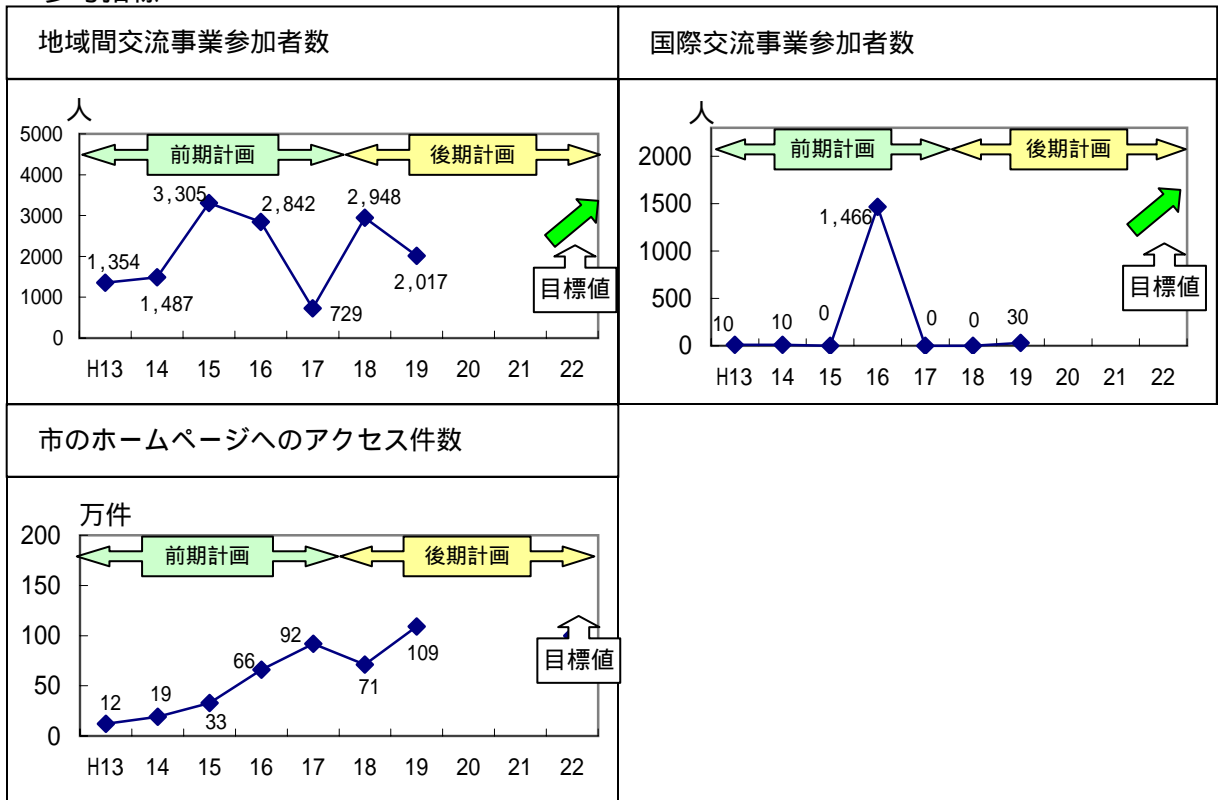 地域間交流事業参加者数
人
5000
4000
3000
2000
1000
0
前期計画
後期計画
1,354
1,487
3,305
2,842
729
2,948
2,017
目標値
H13 14 15 16 17 18 19 20 21 22
国際交流事業参加者数
人
2000
1500
1000
500
0
前期計画
後期計画
10
10
0
1,466
0
0
30
目標値
H13 14 15 16 17 18 19 20 21 22
市のホームページへのアクセス件数
万件
200
150
100
50
0
前期計画
後期計画
12
19
33
66
92
71
109
目標値
H13 14 15 16 17 18 19 20 21 22